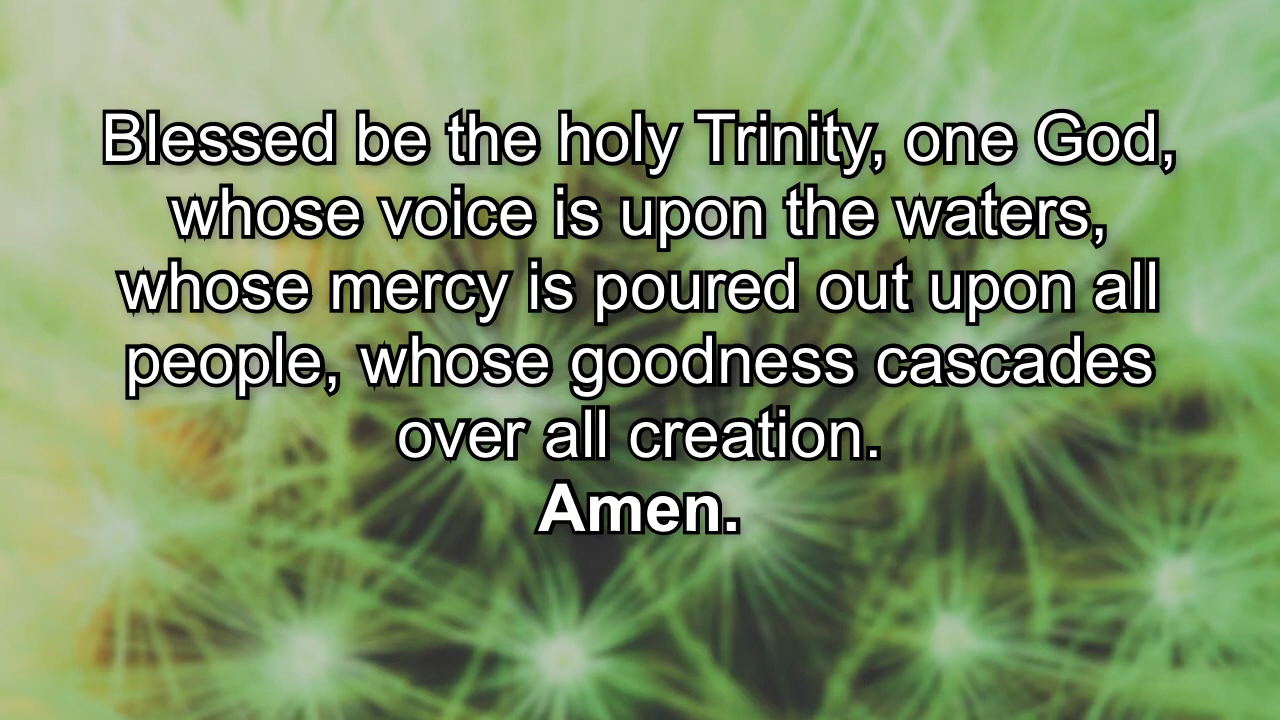 Blessed be the holy Trinity, one God,
whose voice is upon the waters,
whose mercy is poured out upon all
people, whose goodness cascades
over all creation.
Amen.